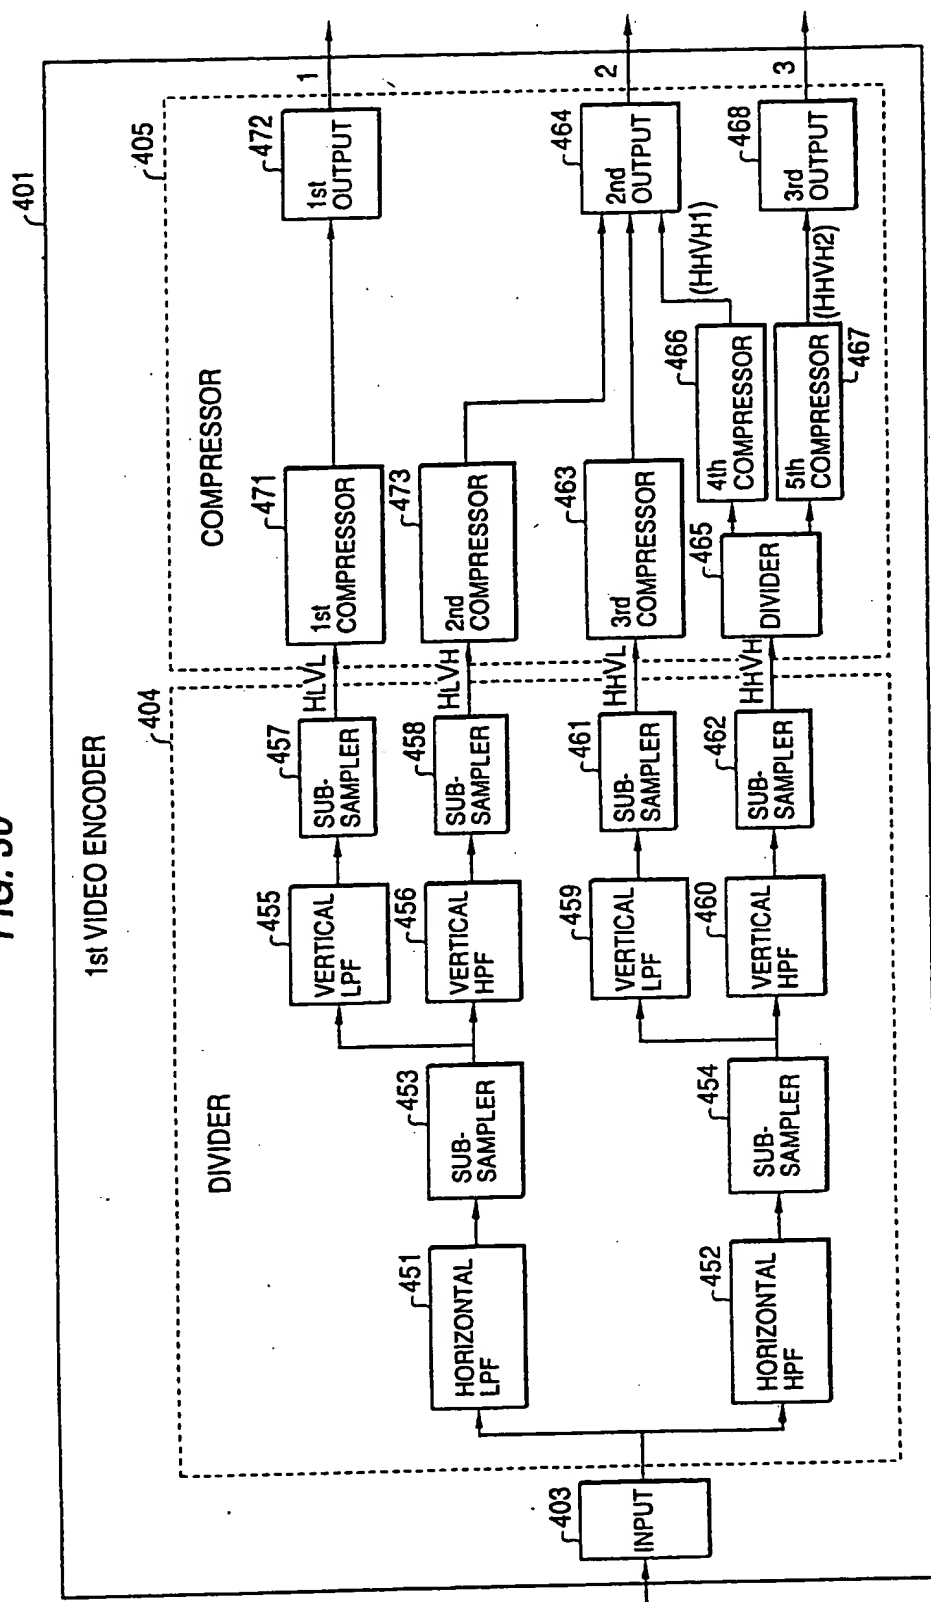 FIG. 30
401
1st VIDEO ENCODER
404
405
DIVIDER
COMPRESSOR
403
INPUT
451
HORIZONTAL
LPF
453
SUB-
SAMPLER
455
VERTICAL
LPF
457
SUB-
SAMPLER
HLVL
471
1st
COMPRESSOR
472
1st
OUTPUT
1
456
VERTICAL
HPF
458
SUB-
SAMPLER
HLVH
473
2nd
COMPRESSOR
452
HORIZONTAL
HPF
454
SUB-
SAMPLER
459
VERTICAL
LPF
461
SUB-
SAMPLER
HHVL
463
3rd
COMPRESSOR
464
2nd
OUTPUT
2
460
VERTICAL
HPF
462
SUB-
SAMPLER
HHVH
465
DIVIDER
466
4th
COMPRESSOR
(HHVH1)
5th
COMPRESSOR
467
(HHVH2)
468
3rd
OUTPUT
3